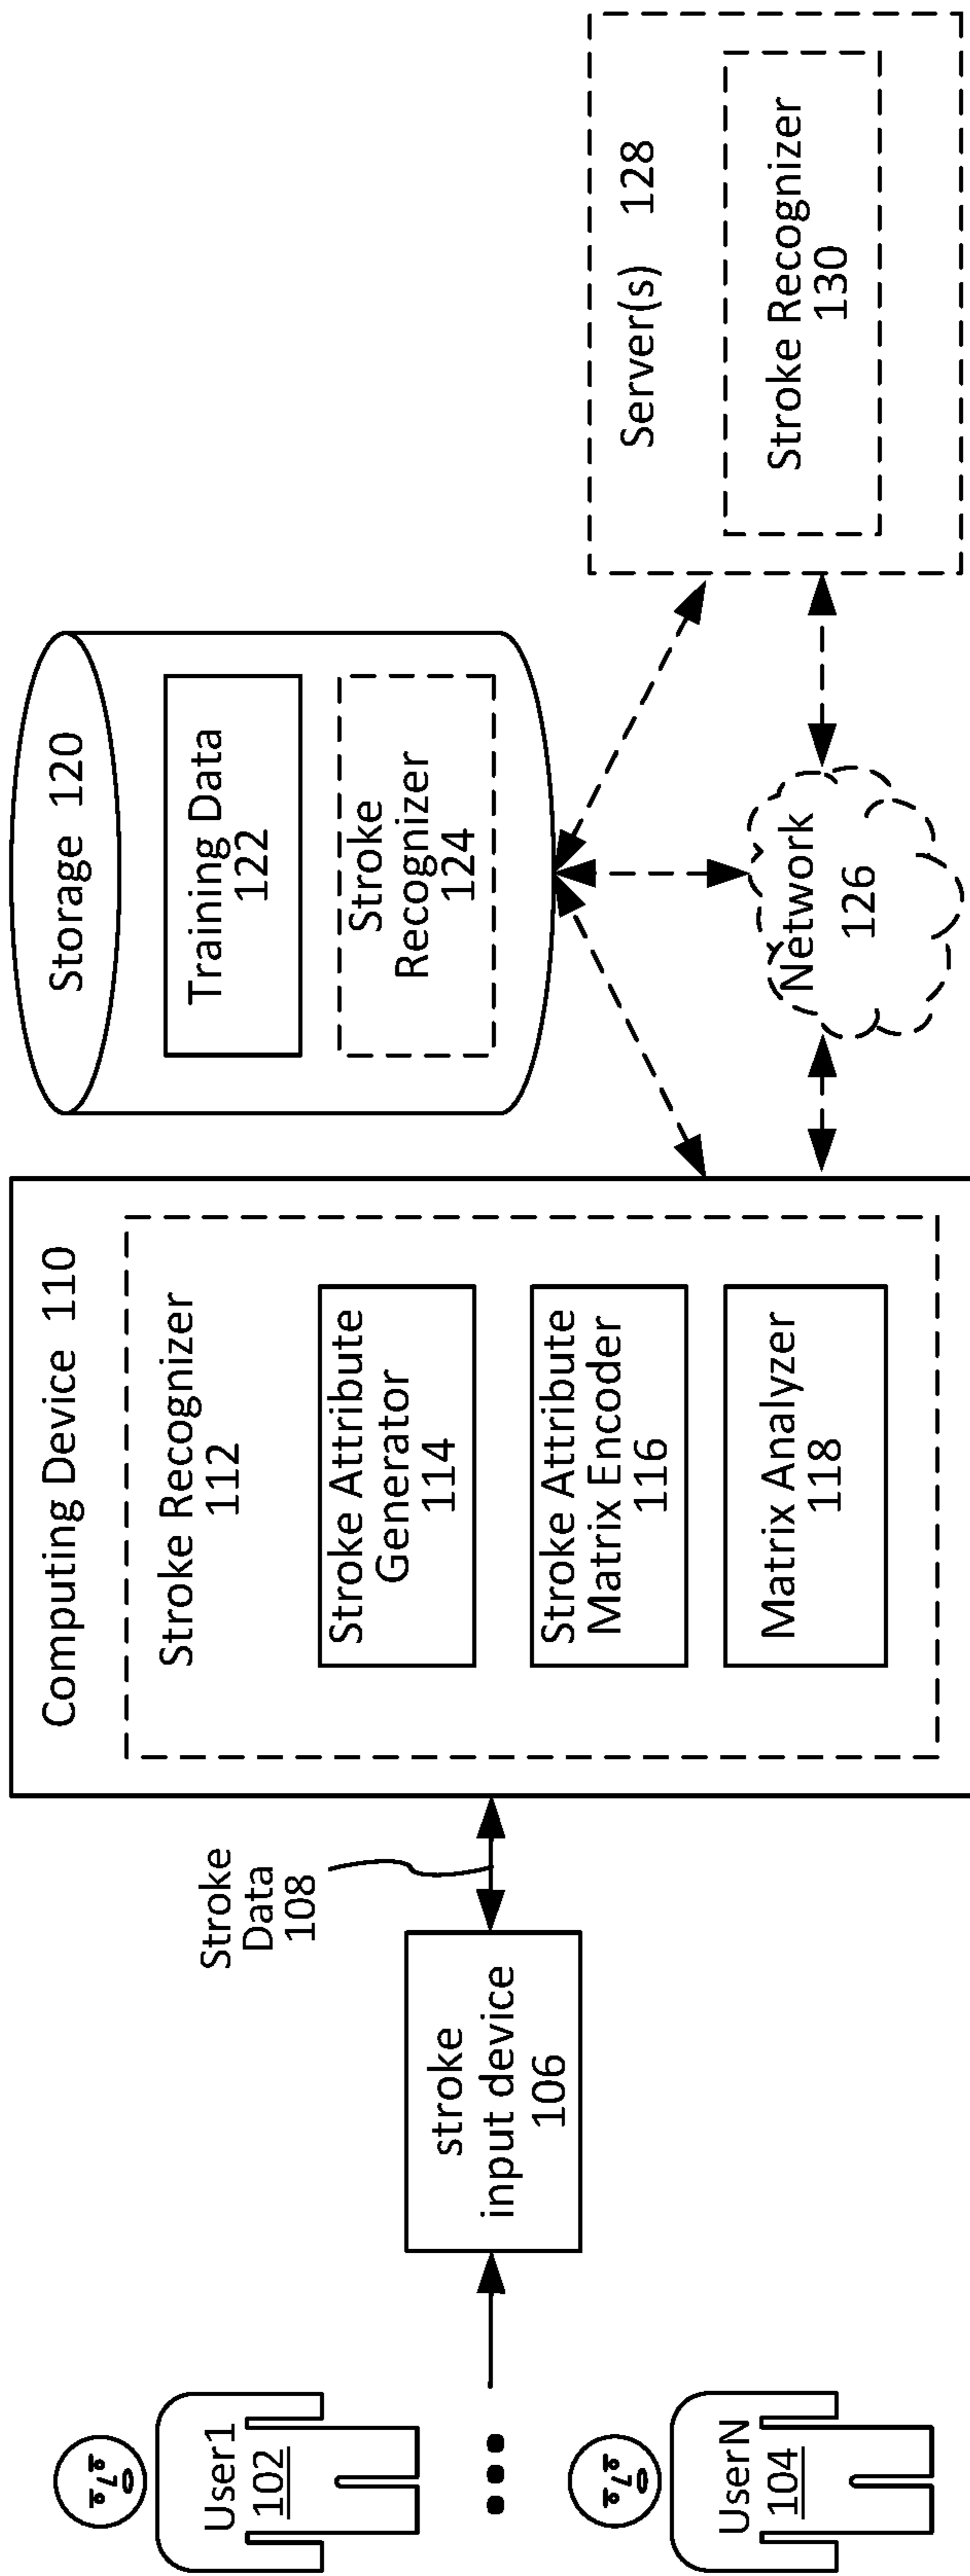 User1
102
UserN
104
stroke
input device
106
Stroke
Data
108
Computing Device 110
Stroke Recognizer
112
Stroke Attribute
Generator
114
Stroke Attribute
Matrix Encoder
116
Matrix Analyzer
118
Storage 120
Training Data
122
Stroke
Recognizer
124
Network
126
Server(s) 128
Stroke Recognizer
130